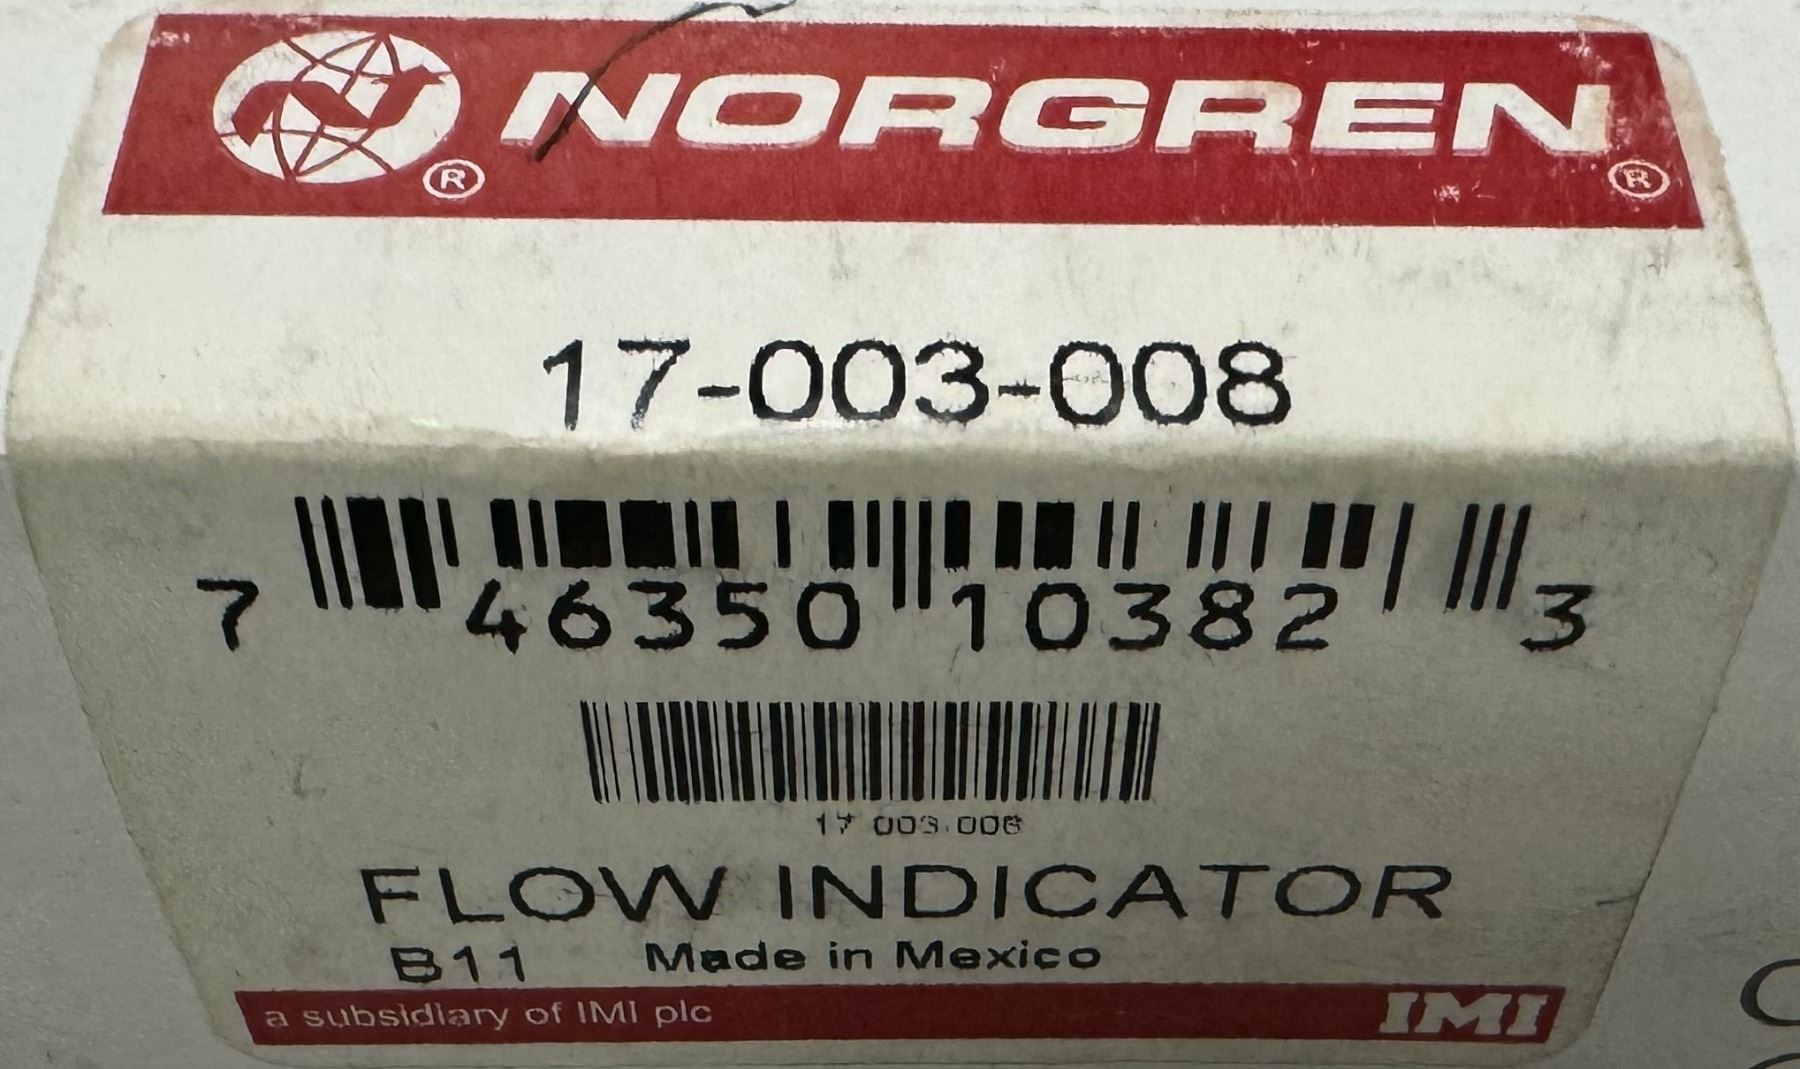 NORGREN
17-003-008
7 46350 10382 3
17 003.008
FLOW INDICATOR
B11 Made in Mexico
a subsidiary of IMI plc IMI